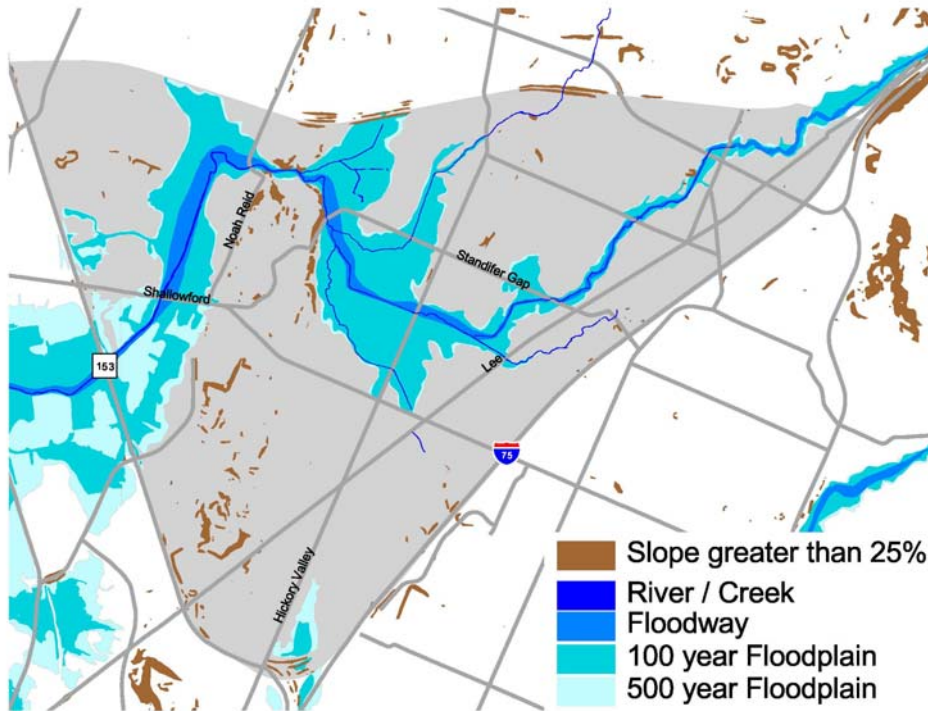 Noah Reid
Shallowford
Standifer Gap
Lee
153
75
Hickory Valley
Slope greater than 25%
River / Creek
Floodway
100 year Floodplain
500 year Floodplain